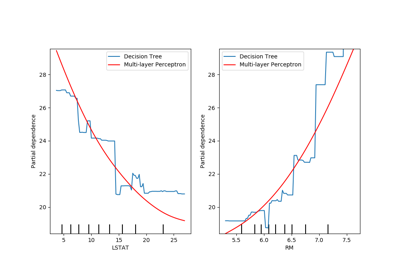 Decision Tree
Multi-layer Perceptron
28
26
24
22
20
Partial dependence
5
10
15
20
25
LSTAT
Decision Tree
Multi-layer Perceptron
28
26
24
22
20
Partial dependence
5.5
6.0
6.5
7.0
7.5
RM